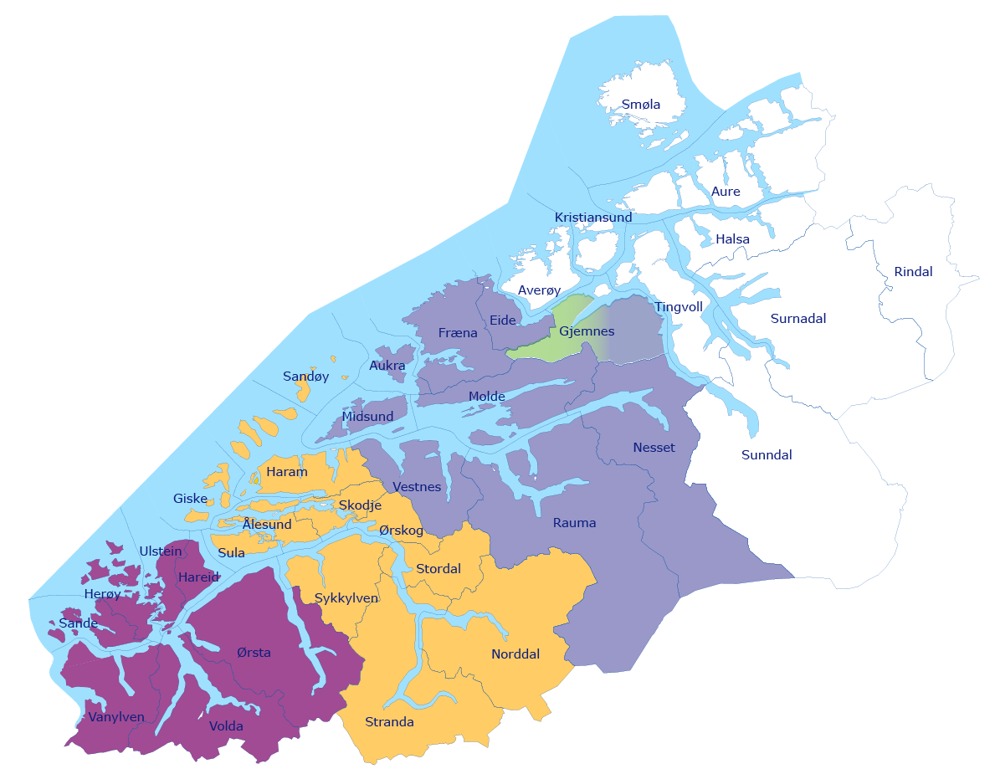 Smøla
Aure
Kristiansund
Halsa
Rindal
Averøy
Tingvoll
Surnadal
Eide
Fræna
Gjemnes
Aukra
Sandøy
Molde
Midsund
Nesset
Sunndal
Haram
Vestnes
Giske
Skodje
Ålesund
Rauma
Ørskog
Ulstein
Sula
Stordal
Hareid
Herøy
Sykkylven
Sande
Ørsta
Norddal
Vanylven
Stranda
Volda